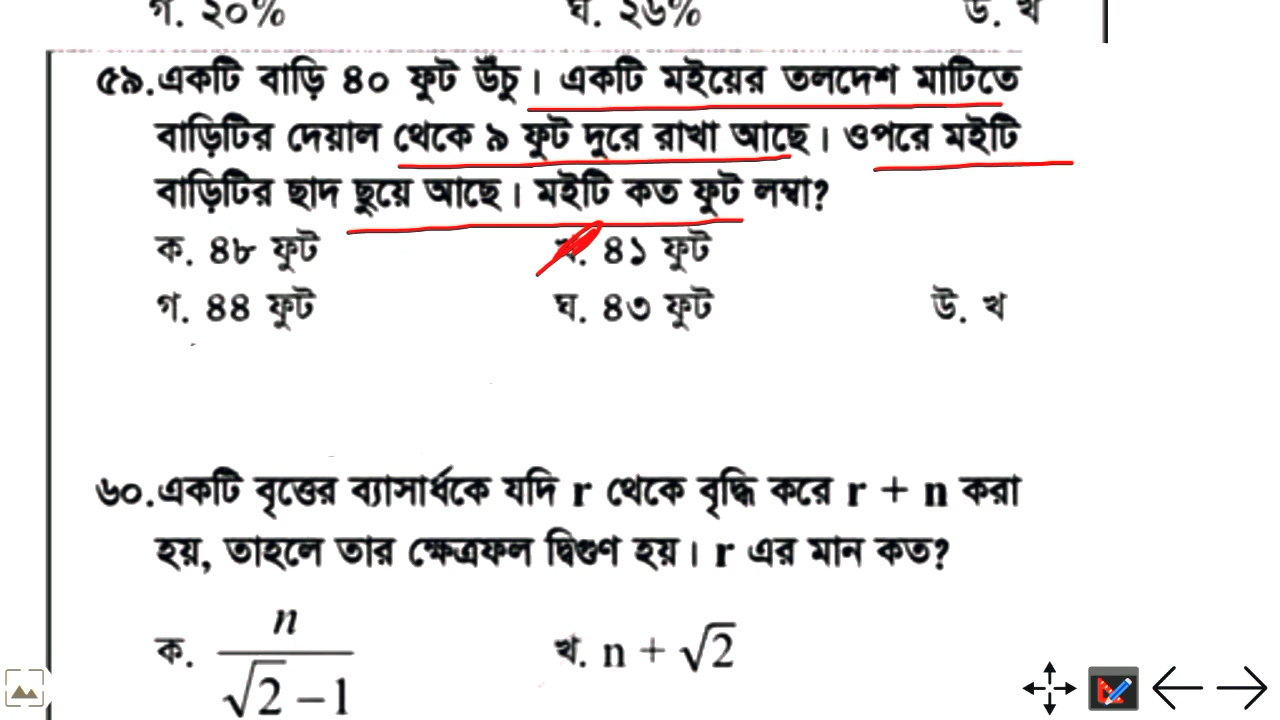 গ. ২০% ঘ. ২৬% উ. খ
৫৯.একটি বাড়ি ৪০ ফুট উঁচু। একটি মইয়ের তলদেশ মাটিতে
বাড়িটির দেয়াল থেকে ৯ ফুট দুরে রাখা আছে। ওপরে মইটি
বাড়িটির ছাদ ছুয়ে আছে। মইটি কত ফুট লম্বা?
ক. ৪৮ ফুট খ. ৪১ ফুট
গ. ৪৪ ফুট ঘ. ৪৩ ফুট উ. খ
৬০.একটি বৃত্তের ব্যাসার্ধকে যদি r থেকে বৃদ্ধি করে r + n করা
হয়, তাহলে তার ক্ষেত্রফল দ্বিগুণ হয়। r এর মান কত?
ক. n/(√2 −1) খ. n + √2